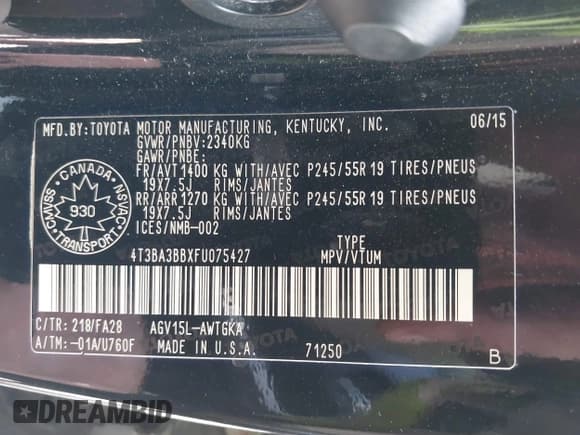 MFD.BY:TOYOTA MOTOR MANUFACTURING, KENTUCKY, INC. 06/15
GVWR/PNBV:2340KG
GAWR/PNBE:
FR/AVT1400 KG WITH/AVEC P245/55R19 TIRES/PNEUS
19X7.5J RIMS/JANTES
RR/ARR1270 KG WITH/AVEC P245/55R19 TIRES/PNEUS
19X7.5J RIMS/JANTES
ICES/NMB-002
CANADA
CMVSS NSVAC
930
TRANSPORT
4T3BA3BBXFU075427
TYPE
MPV/VTUM
C/TR:218/FA28 AGV15L-AWTGKA
A/TM:-01A/U760F MADE IN U.S.A. 71250 B
DREAMBID